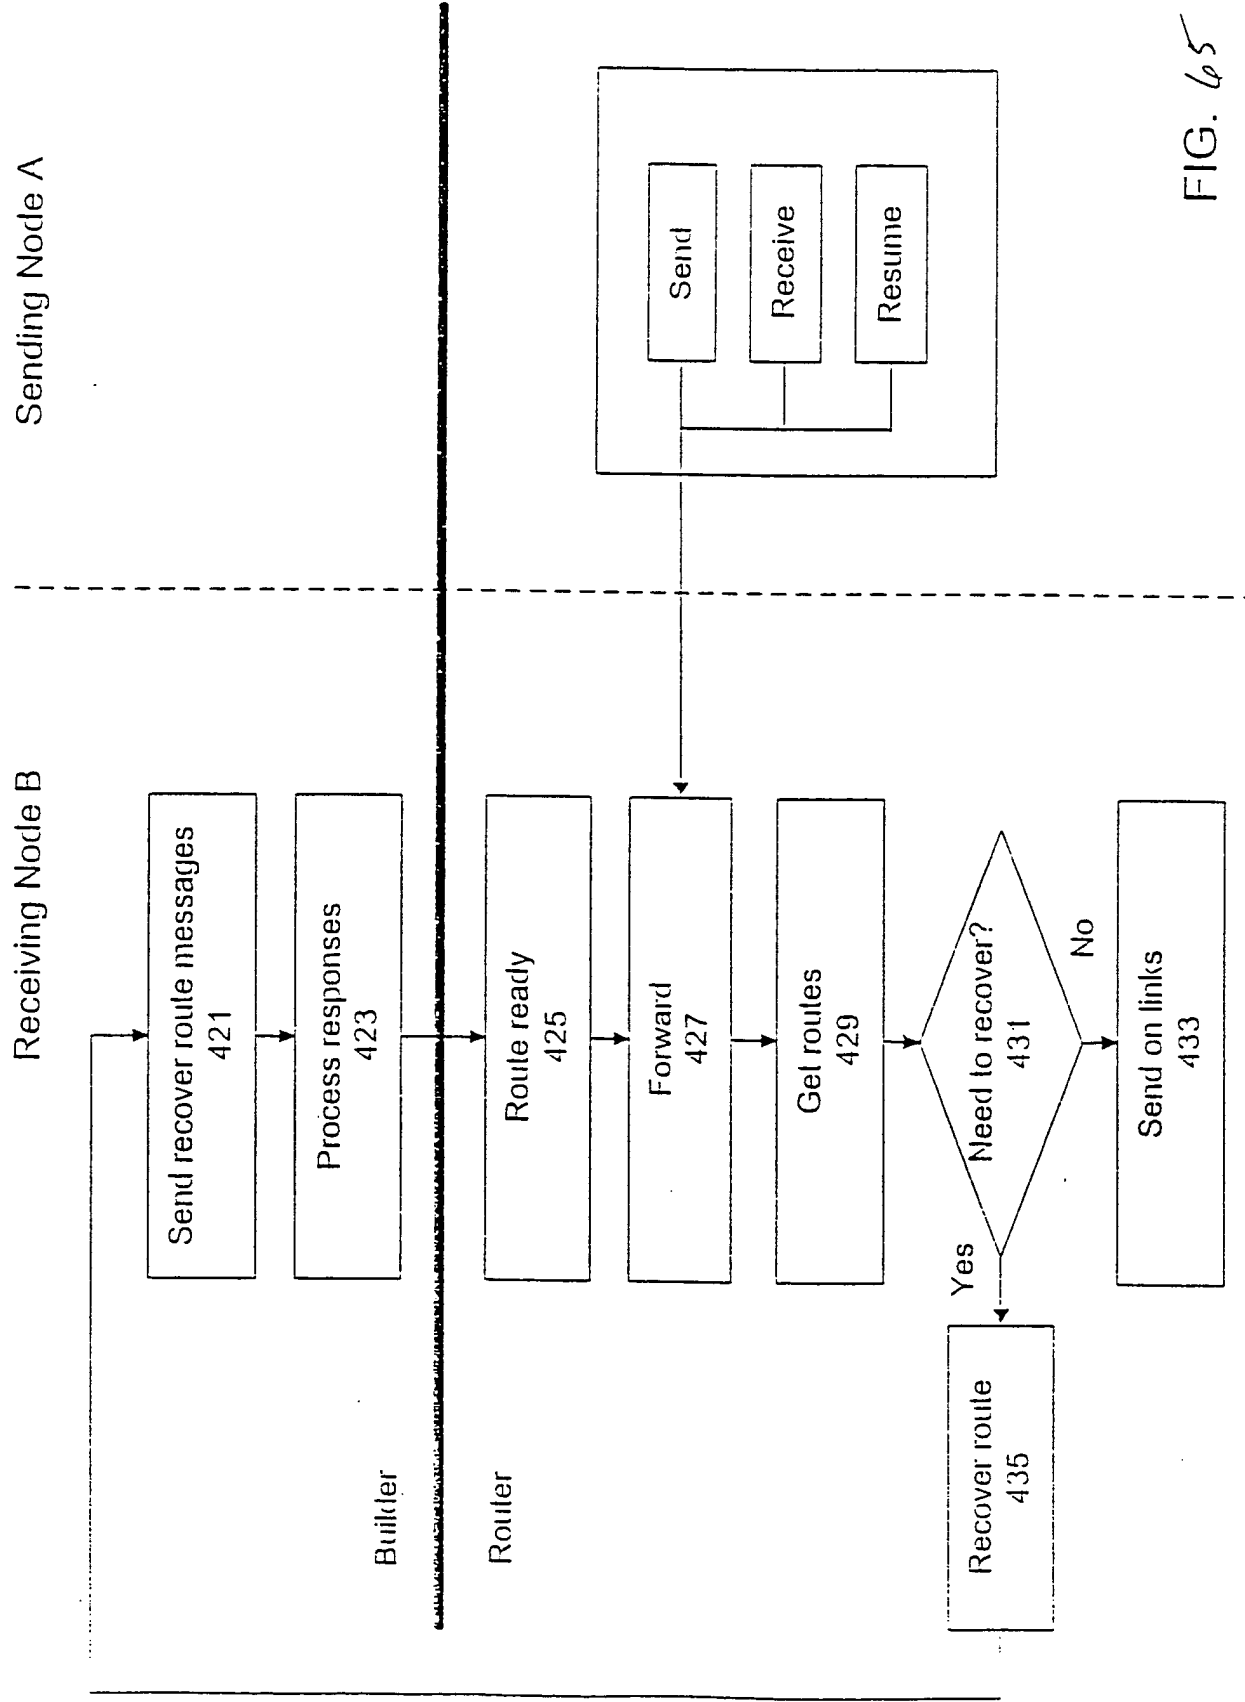 Receiving Node B
Sending Node A
Send recover route messages
421
Process responses
423
Builder
Router
Route ready
425
Forward
427
Send
Receive
Resume
Get routes
429
Need to recover?
431
Yes
No
Recover route
435
Send on links
433
FIG. 65